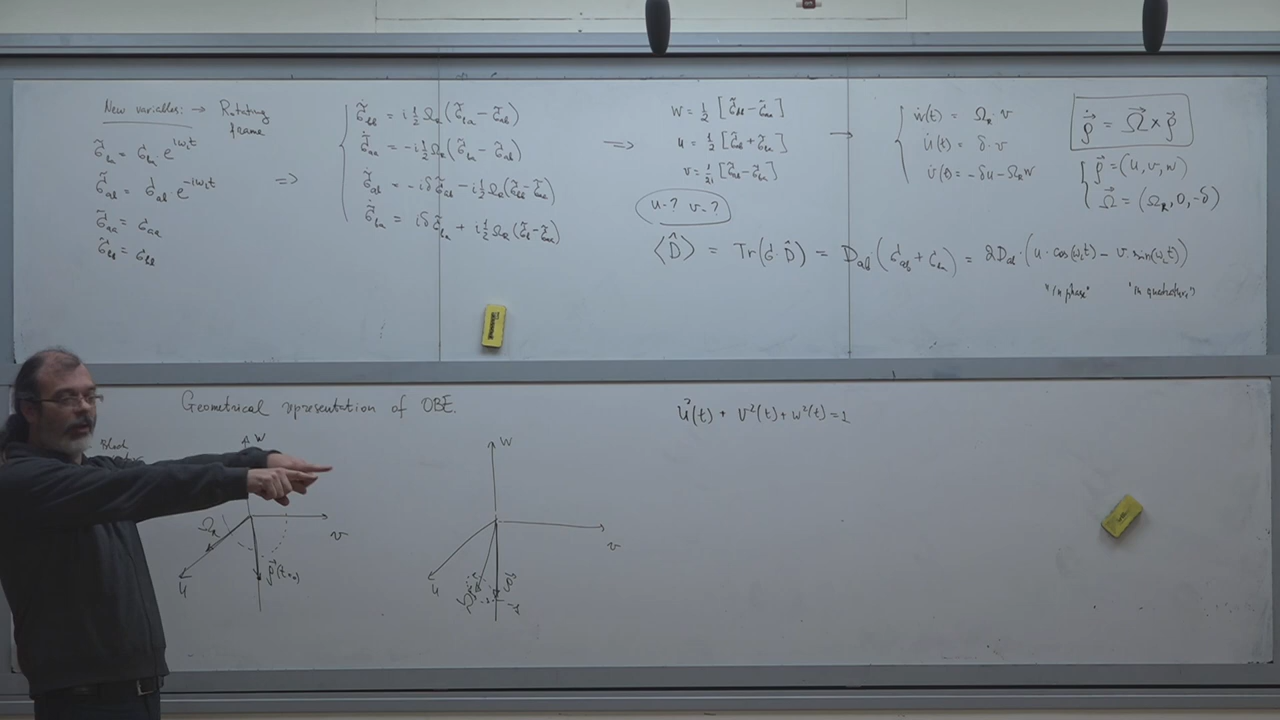 New variables: → Rotating frame
σ̃_ba = σ_ba e^{iω_L t}
σ̃_ab = σ_ab · e^{-iω_L t}
σ̃_aa = σ_aa
σ̃_bb = σ_bb
=>
σ̃̇_bb = i ½ Ω_R (σ̃_ba − σ̃_ab)
σ̃̇_aa = −i ½ Ω_R (σ̃_ba − σ̃_ab)
σ̃̇_ab = −iδ σ̃_ab − i ½ Ω_R (σ̃_bb − σ̃_aa)
σ̃̇_ba = iδ σ̃_ba + i ½ Ω_R (σ̃_bb − σ̃_aa)
=>
w = ½ [σ̃_bb − σ̃_aa]
u = ½ [σ̃_ab + σ̃_ba]
v = 1/2i [σ̃_ab − σ̃_ba]
u - ? v - ?
→
ẇ(t) = Ω_R · v
u̇(t) = δ · v
v̇(t) = −δu − Ω_R w
ρ⃗̇ = Ω⃗ × ρ⃗
ρ⃗ = (u, v, w)
Ω⃗ = (Ω_R, 0, −δ)
⟨D̂⟩ = Tr(σ̂ · D̂) = D_ab (σ_ab + σ_ba) = 2D_ab · (u · cos(ω_L t) − v · sin(ω_L t))
"in phase" "in quadrature"
Geometrical representation of OBE.
Bloch
w
v
u
Ω_R
ρ⃗(t=0)
w
v
u
ρ⃗
u²(t) + v²(t) + w²(t) = 1